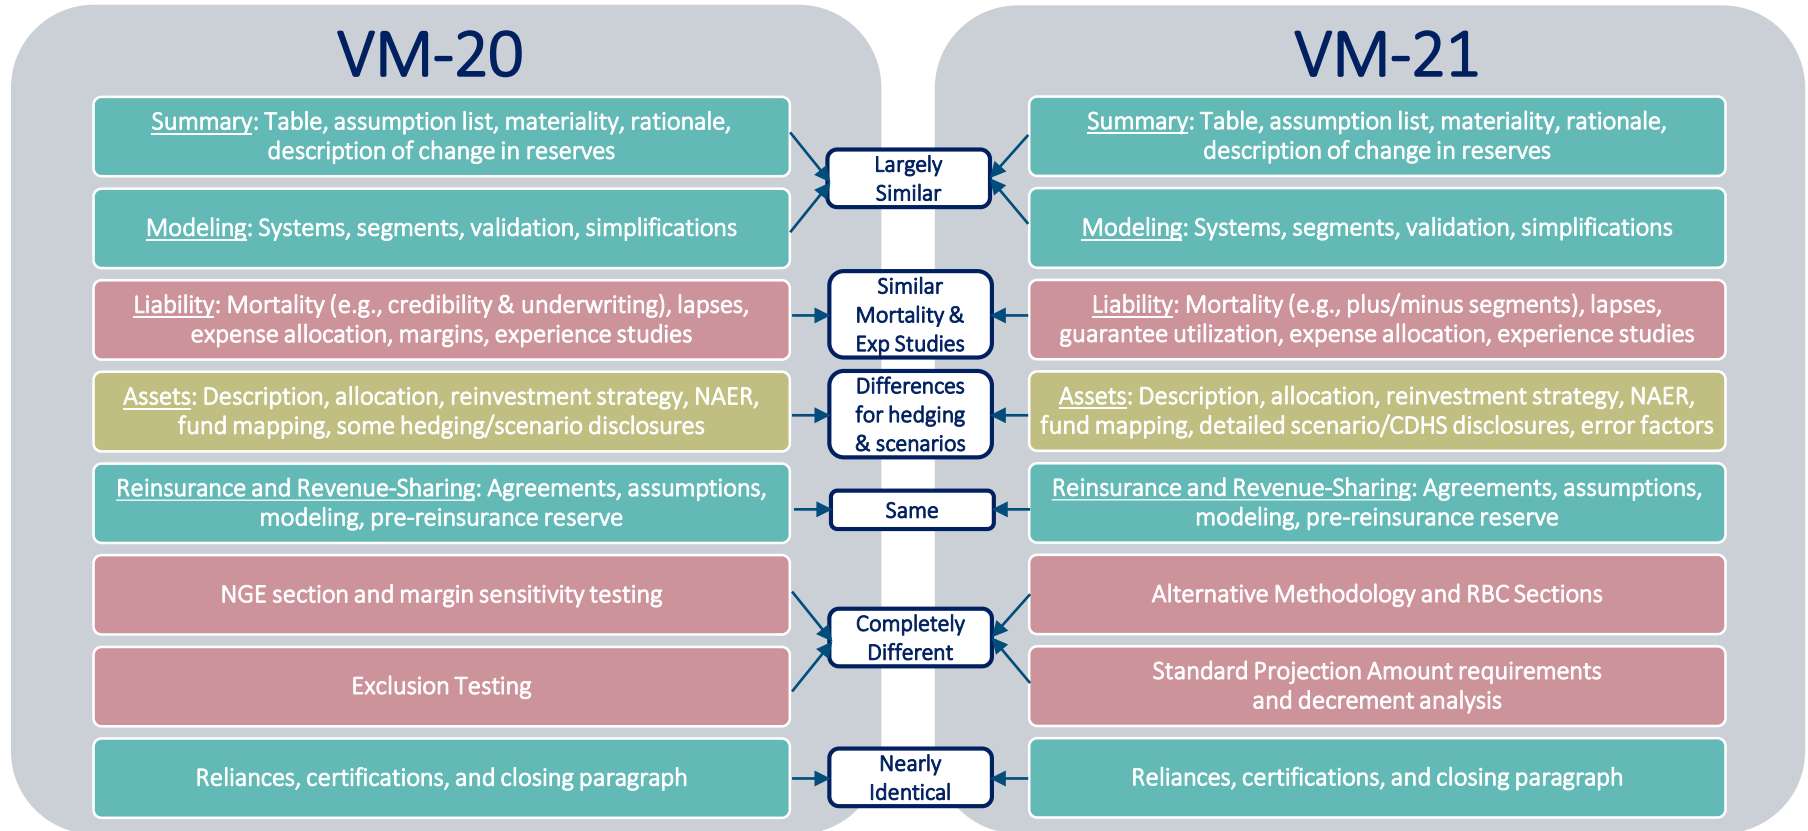 VM-20
Summary: Table, assumption list, materiality, rationale,
description of change in reserves
Modeling: Systems, segments, validation, simplifications
Liability: Mortality (e.g., credibility & underwriting), lapses,
expense allocation, margins, experience studies
Assets: Description, allocation, reinvestment strategy, NAER,
fund mapping, some hedging/scenario disclosures
Reinsurance and Revenue-Sharing: Agreements, assumptions,
modeling, pre-reinsurance reserve
NGE section and margin sensitivity testing
Exclusion Testing
Reliances, certifications, and closing paragraph
Largely
Similar
Similar
Mortality &
Exp Studies
Differences
for hedging
& scenarios
Same
Completely
Different
Nearly
Identical
VM-21
Summary: Table, assumption list, materiality, rationale,
description of change in reserves
Modeling: Systems, segments, validation, simplifications
Liability: Mortality (e.g., plus/minus segments), lapses,
guarantee utilization, expense allocation, experience studies
Assets: Description, allocation, reinvestment strategy, NAER,
fund mapping, detailed scenario/CDHS disclosures, error factors
Reinsurance and Revenue-Sharing: Agreements, assumptions,
modeling, pre-reinsurance reserve
Alternative Methodology and RBC Sections
Standard Projection Amount requirements
and decrement analysis
Reliances, certifications, and closing paragraph